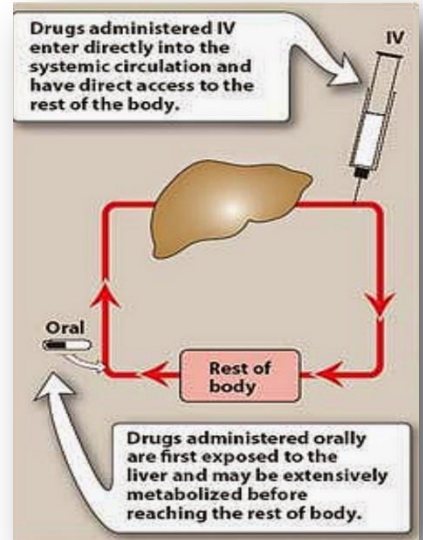 Drugs administered IV
enter directly into the
systemic circulation and
have direct access to the
rest of the body.
IV
Oral
Rest of
body
Drugs administered orally
are first exposed to the
liver and may be extensively
metabolized before
reaching the rest of body.